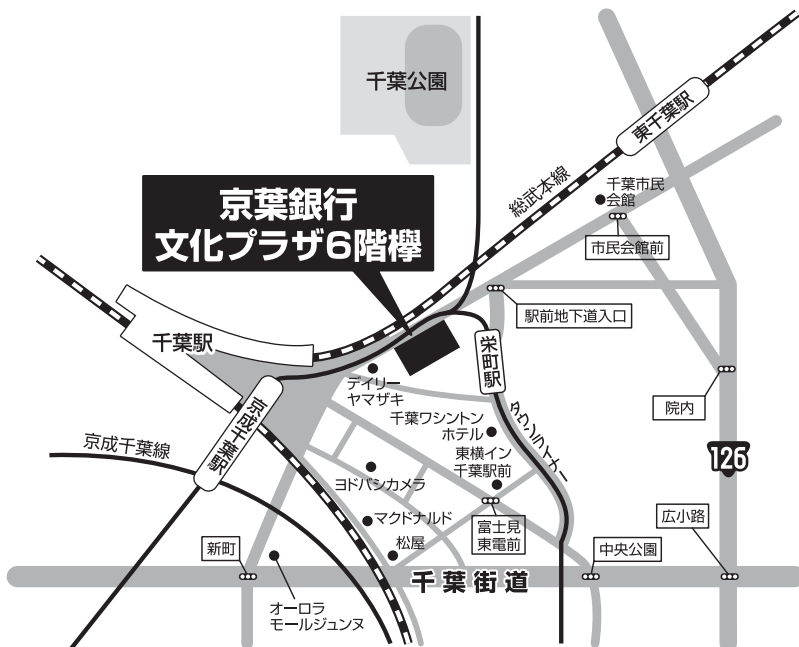 千葉公園
東千葉駅
総武本線
千葉市民
会館
市民会館前
京葉銀行
文化プラザ6階欅
駅前地下道入口
千葉駅
栄町駅
デイリー
ヤマザキ
京成千葉駅
千葉ワシントン
ホテル
タウンライナー
院内
京成千葉線
東横イン
千葉駅前
126
ヨドバシカメラ
マクドナルド
富士見
東電前
広小路
新町
松屋
中央公園
千葉街道
オーロラ
モールジュンヌ